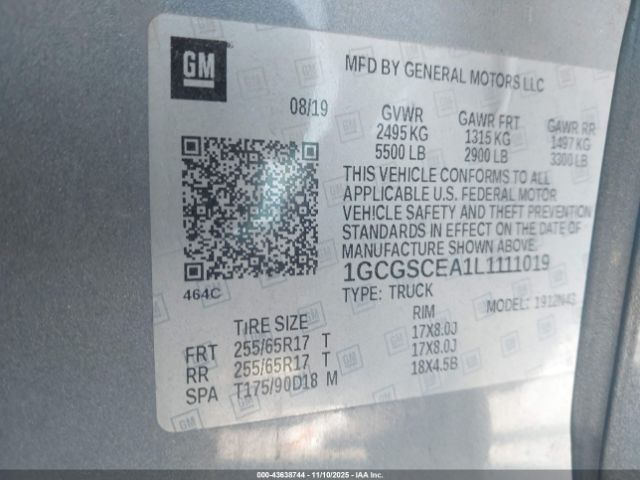 GM
MFD BY GENERAL MOTORS LLC
08/19
GVWR GAWR FRT GAWR RR
2495 KG 1315 KG 1497 KG
5500 LB 2900 LB 3300 LB
THIS VEHICLE CONFORMS TO ALL
APPLICABLE U.S. FEDERAL MOTOR
VEHICLE SAFETY AND THEFT PREVENTION
STANDARDS IN EFFECT ON THE DATE OF
MANUFACTURE SHOWN ABOVE.
1GCGSCEA1L1111019
464C
TYPE: TRUCK MODEL: 1912N43
TIRE SIZE RIM
FRT 255/65R17 T 17X8.0J
RR 255/65R17 T 17X8.0J
SPA T175/90D18 M 18X4.5B
000-43638744 — 11/10/2025 — IAA Inc.